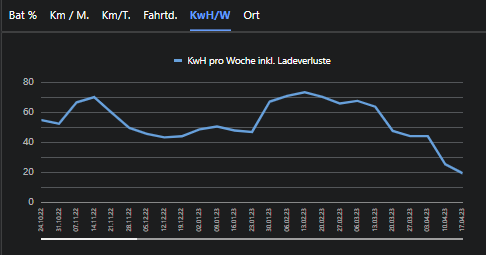 Bat % Km / M. Km/T. Fahrtd. KwH/W Ort
KwH pro Woche inkl. Ladeverluste
80
60
40
20
0
24.10.22 31.10.22 07.11.22 14.11.22 21.11.22 28.11.22 05.12.22 12.12.22 19.12.22 02.01.23 09.01.23 16.01.23 23.01.23 30.01.23 06.02.23 13.02.23 20.02.23 27.02.23 06.03.23 13.03.23 20.03.23 27.03.23 03.04.23 10.04.23 17.04.23